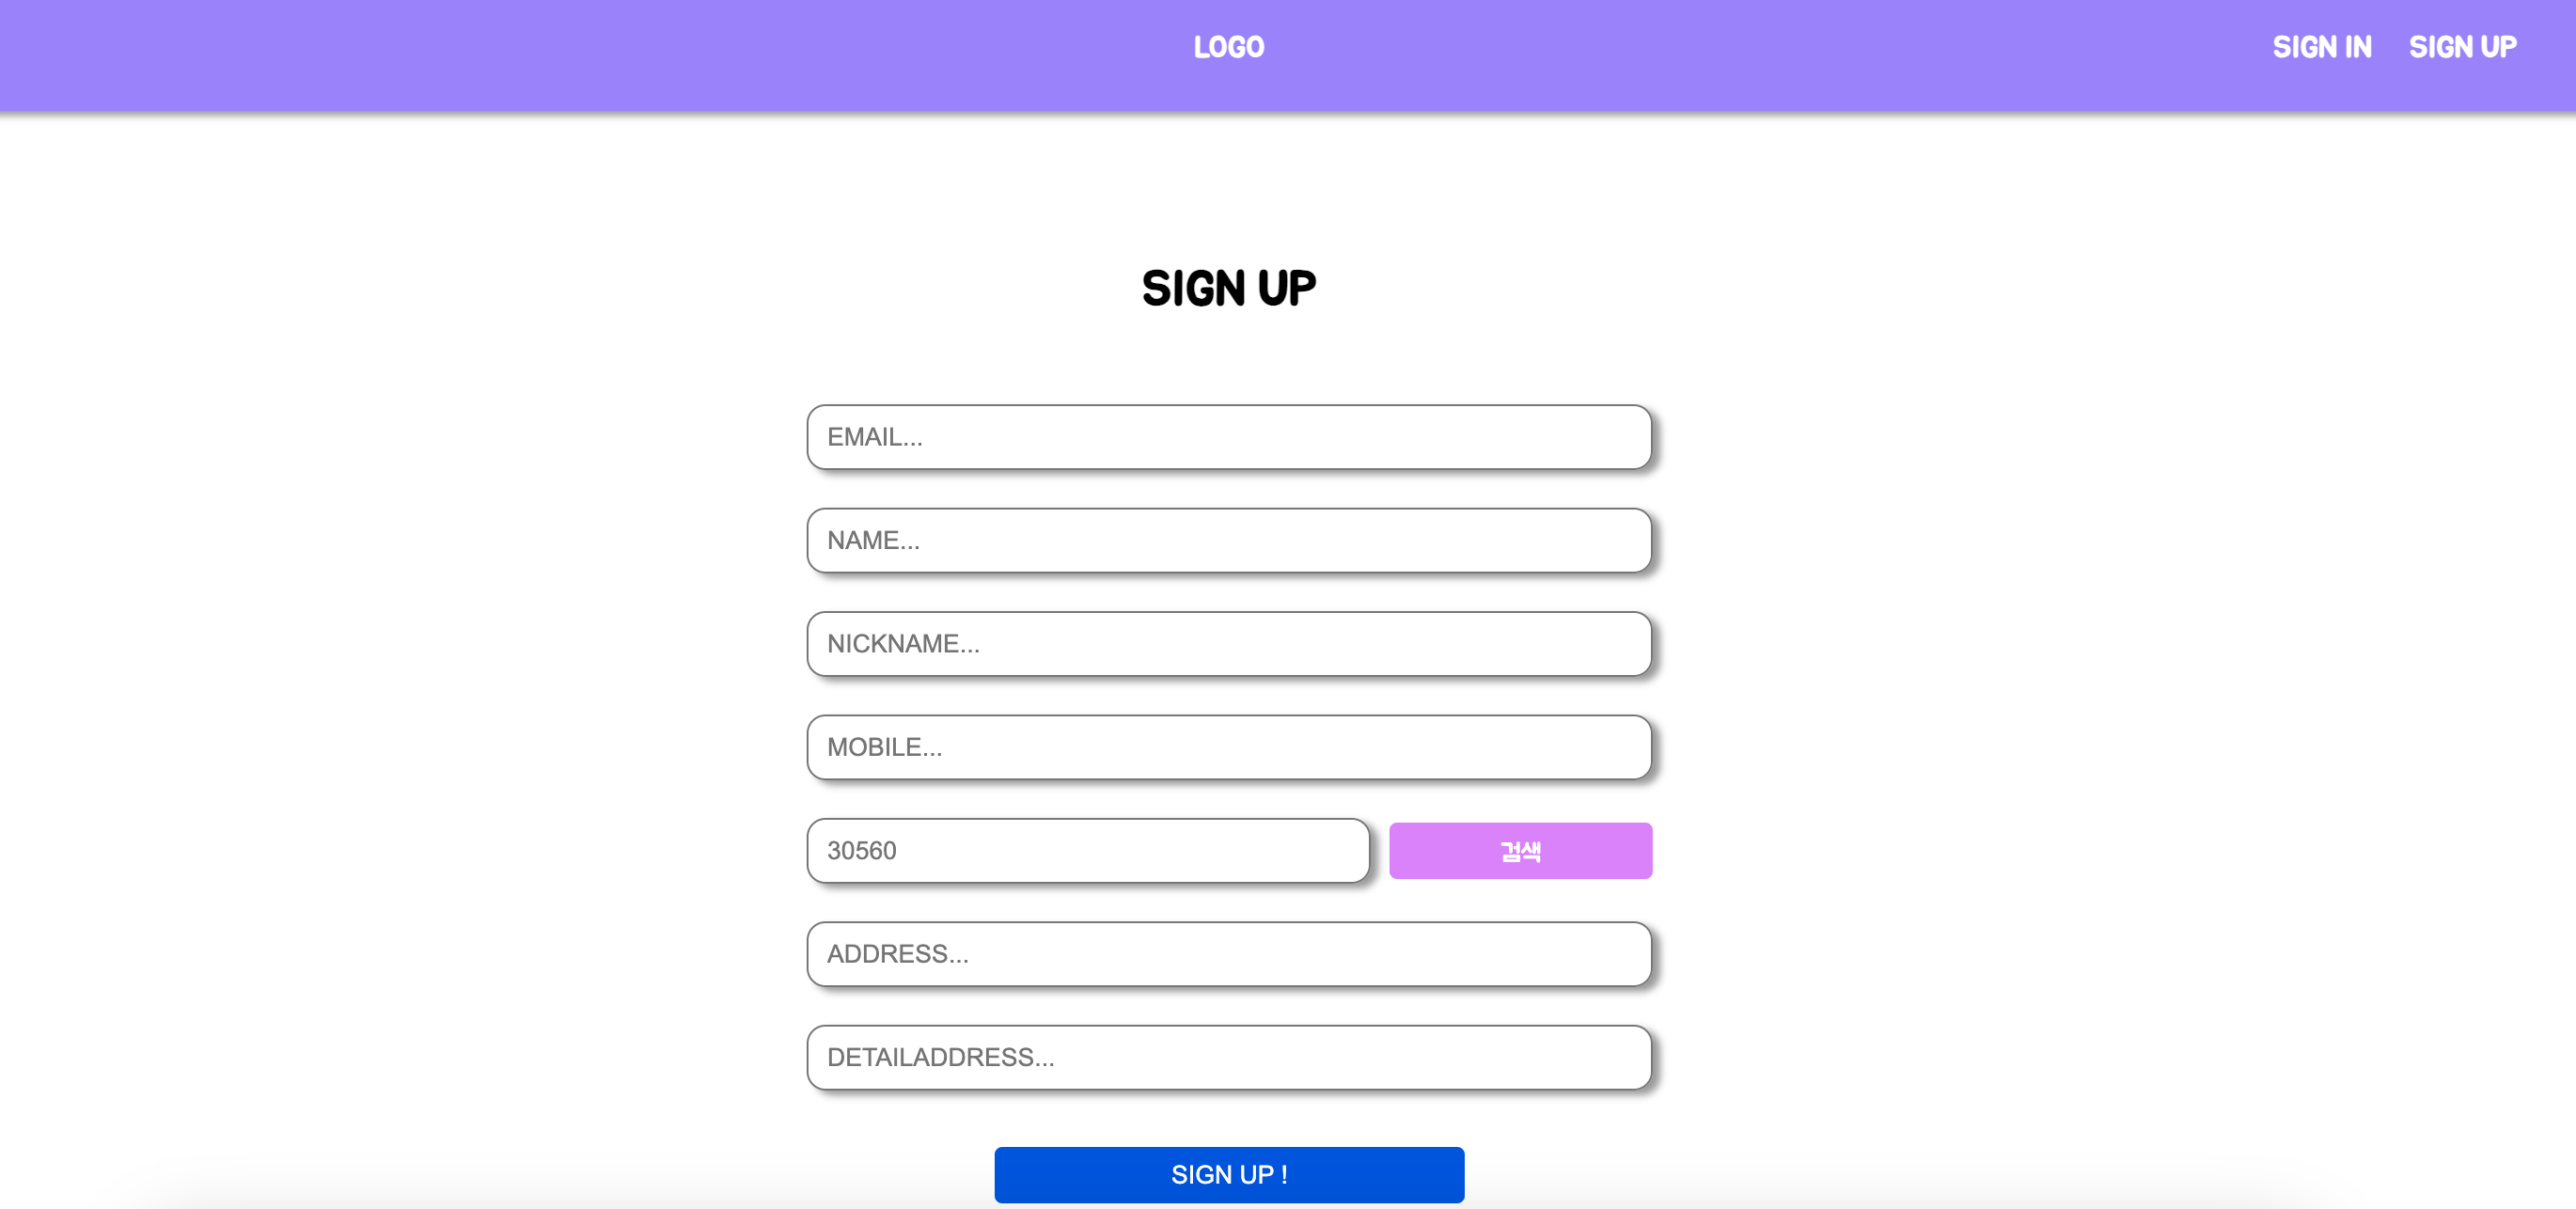 LOGO
SIGN IN
SIGN UP
SIGN UP
EMAIL...
NAME...
NICKNAME...
MOBILE...
30560
검색
ADDRESS...
DETAILADDRESS...
SIGN UP !